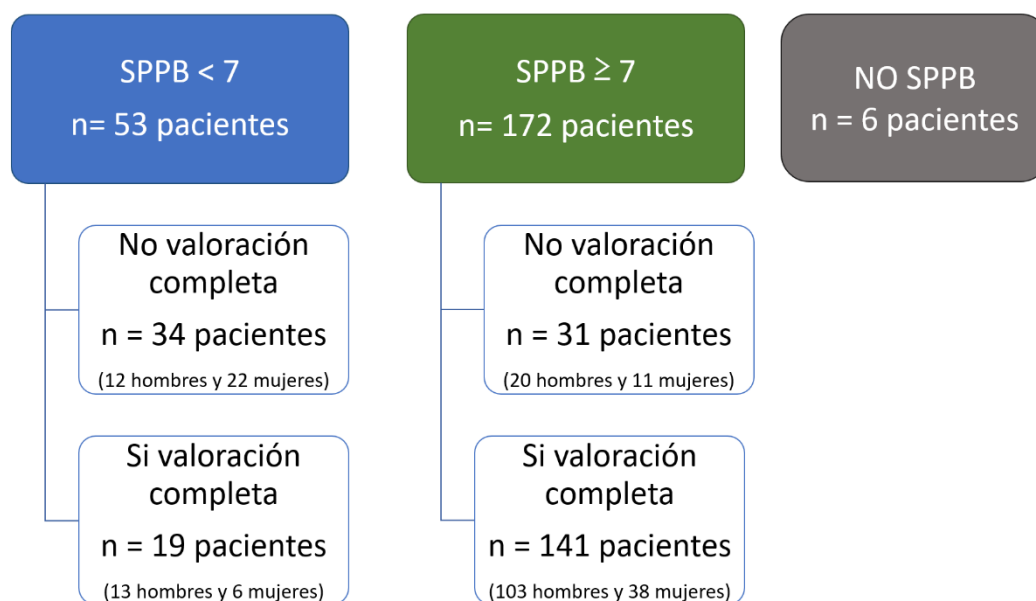 SPPB < 7
n= 53 pacientes
No valoración
completa
n = 34 pacientes
(12 hombres y 22 mujeres)
Si valoración
completa
n = 19 pacientes
(13 hombres y 6 mujeres)
SPPB ≥ 7
n= 172 pacientes
No valoración
completa
n = 31 pacientes
(20 hombres y 11 mujeres)
Si valoración
completa
n = 141 pacientes
(103 hombres y 38 mujeres)
NO SPPB
n = 6 pacientes